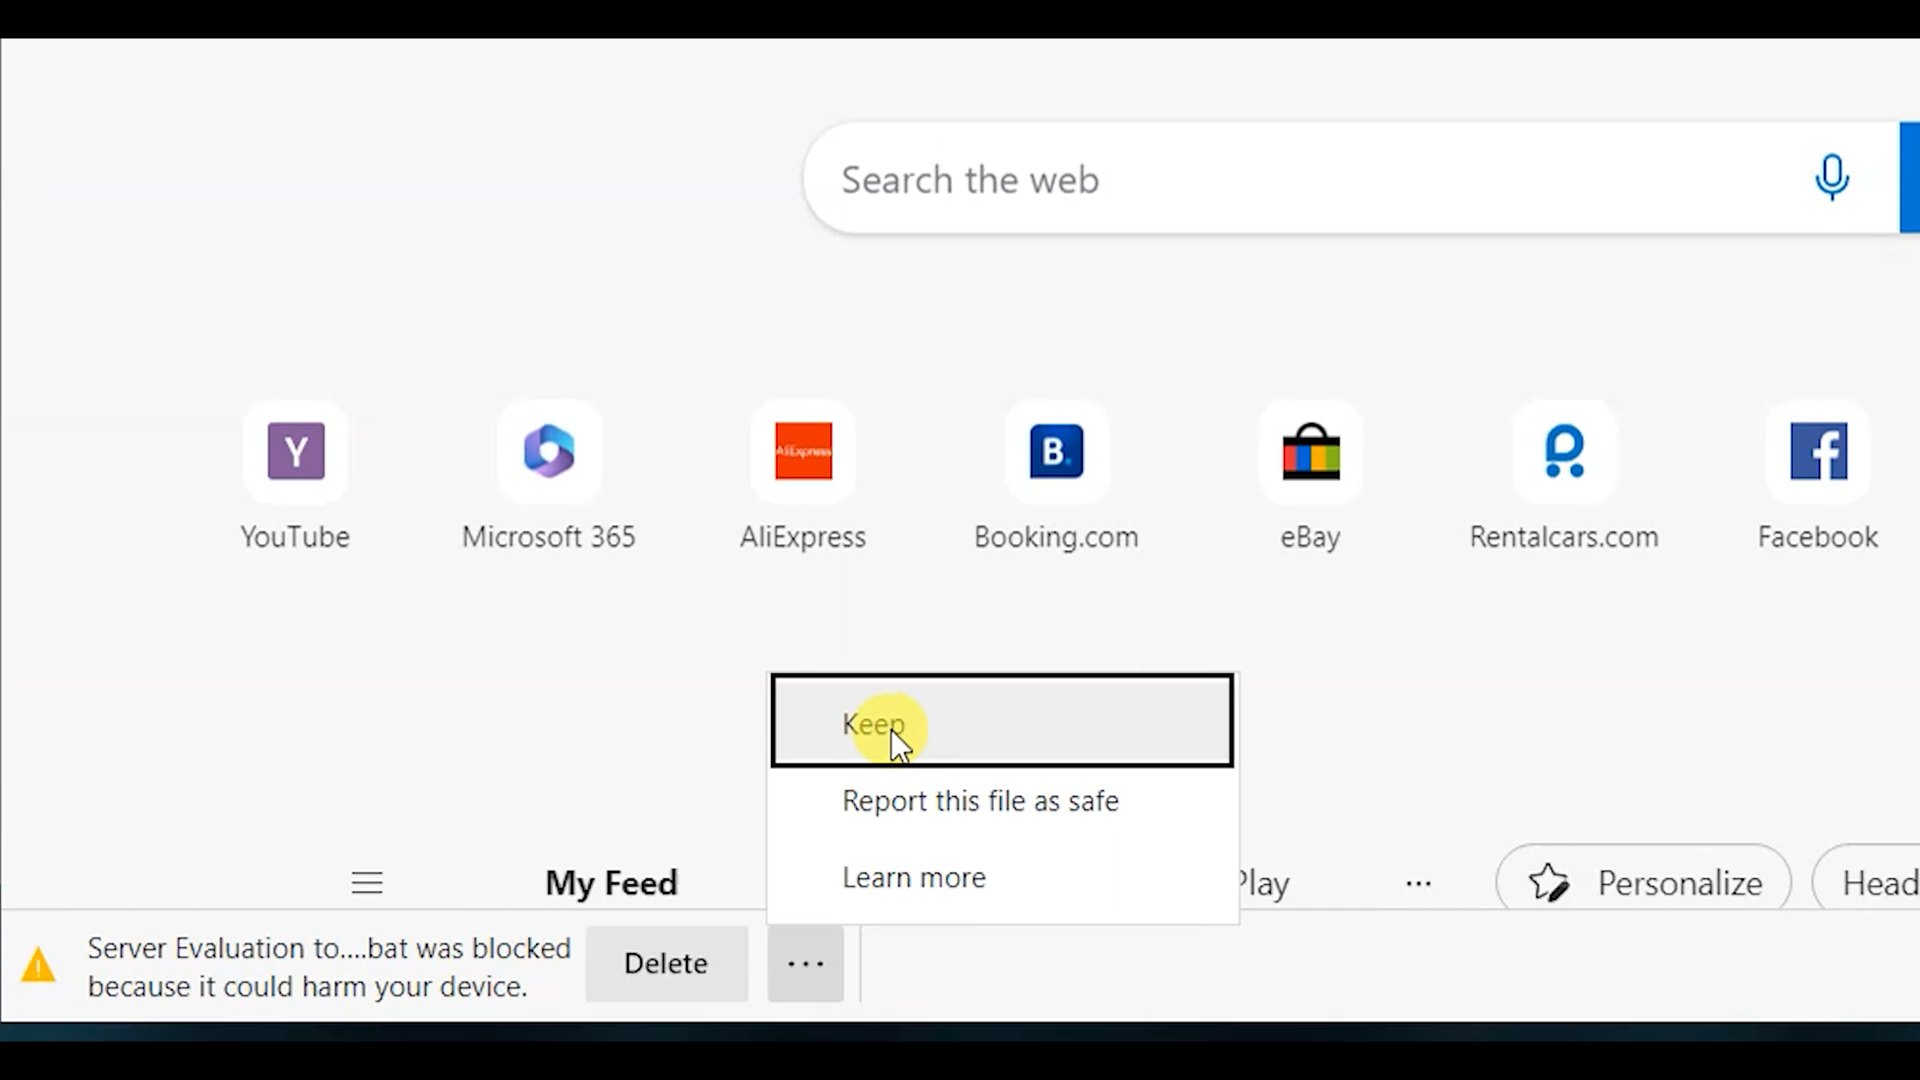 Search the web
Y
AliExpress
B.
YouTube
Microsoft 365
AliExpress
Booking.com
eBay
Rentalcars.com
Facebook
Keep
Report this file as safe
Learn more
My Feed
Play
...
Personalize
Head
Server Evaluation to....bat was blocked
because it could harm your device.
Delete
...